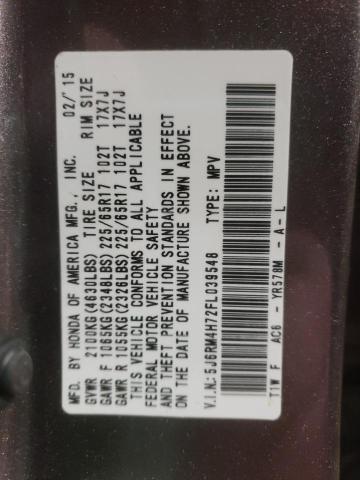 MFD. BY HONDA OF AMERICA MFG., INC. 02/'15
GVWR 2100KG(4630LBS) TIRE SIZE RIM SIZE
GAWR F 1065KG(2348LBS) 225/65R17 102T 17X7J
GAWR R 1055KG(2326LBS) 225/65R17 102T 17X7J
THIS VEHICLE CONFORMS TO ALL APPLICABLE
FEDERAL MOTOR VEHICLE SAFETY
AND THEFT PREVENTION STANDARDS IN EFFECT
ON THE DATE OF MANUFACTURE SHOWN ABOVE.
V.I.N.:5J6RM4H72FL039548 TYPE: MPV
TIW F AC6 - YR578M - A - L